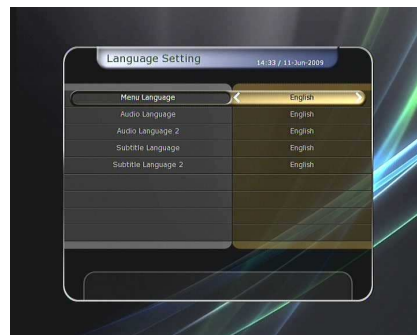 Language Setting 14:33 / 11-Jun-2009
Menu Language English
Audio Language English
Audio Language 2 English
Subtitle Language English
Subtitle Language 2 English